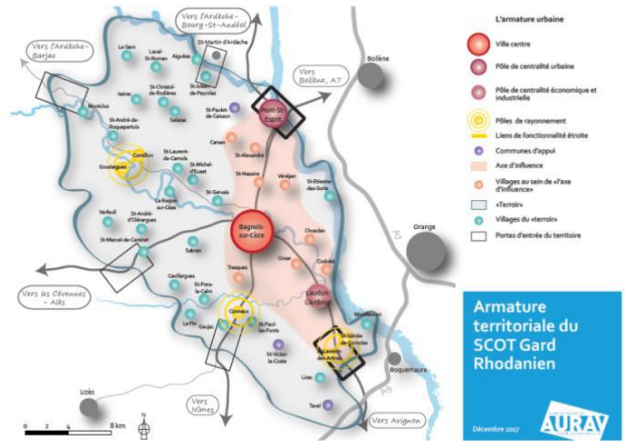 L'armature urbaine
Ville centre
Pôle de centralité urbaine
Pôle de centralité économique et
industrielle
Pôles de rayonnement
Liens de fonctionnalité étroite
Communes d'appui
Axe d'influence
Villages au sein de «l'axe
d'influence»
«Terroir»
Villages du «terroir»
Portes d'entrée du territoire
Vers l'Ardèche-
Bourg-St-Andéol
Vers l'Ardèche-
Barjac
Vers
Bollène, A7
Bollène
St-Martin d'Ardèche
Le Garn
Laval-
St-Roman
Aiguèze
St-Julien-
de-Peyrolas
Issirac
St-Christol-
de-Rodières
Salazac
Montclus
St-André-de-
Roquepertuis
St-Paulet-
de-Caisson
Pont-St-
Esprit
Carsan
St-Alexandre
Cornillon
Goudargues
St-Laurent-
de-Carnols
St-Michel-
d'Euzet
St-Nazaire
Vénéjan
St-Etienne-
des-Sorts
La Roque-
sur-Cèze
St-Gervais
Verfeuil
St-André-
d'Olérargues
St-Marcel-de-Careiret
Sabran
Bagnols-
sur-Cèze
Chusclan
Orsan
Codolet
Orange
A7
Tresques
Cavillargues
St-Pons-
la-Calm
Laudun-
L'Ardoise
Connaux
Le Pin
Gaujac
St-Paul-
les-Fonts
Montfaucon
St-Geniès
de-Comolas
St-Laurent-
des-Arbres
St-Victor-
la-Coste
Lirac
Tavel
Roquemaure
A9
Uzès
Vers les Cévennes
- Alès
Vers
Nîmes
Vers Avignon
0 2 4 8 km
N
Armature
territoriale du
SCOT Gard
Rhodanien
Décembre 2017
AURAV